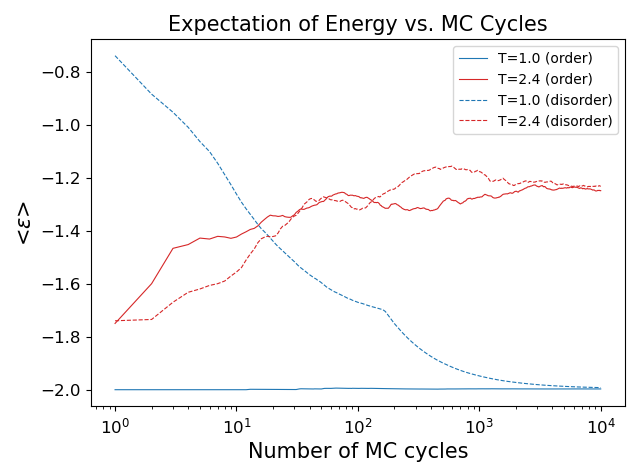 Expectation of Energy vs. MC Cycles
T=1.0 (order)
T=2.4 (order)
T=1.0 (disorder)
T=2.4 (disorder)
<ε>
−0.8
−1.0
−1.2
−1.4
−1.6
−1.8
−2.0
10⁰ 10¹ 10² 10³ 10⁴
Number of MC cycles